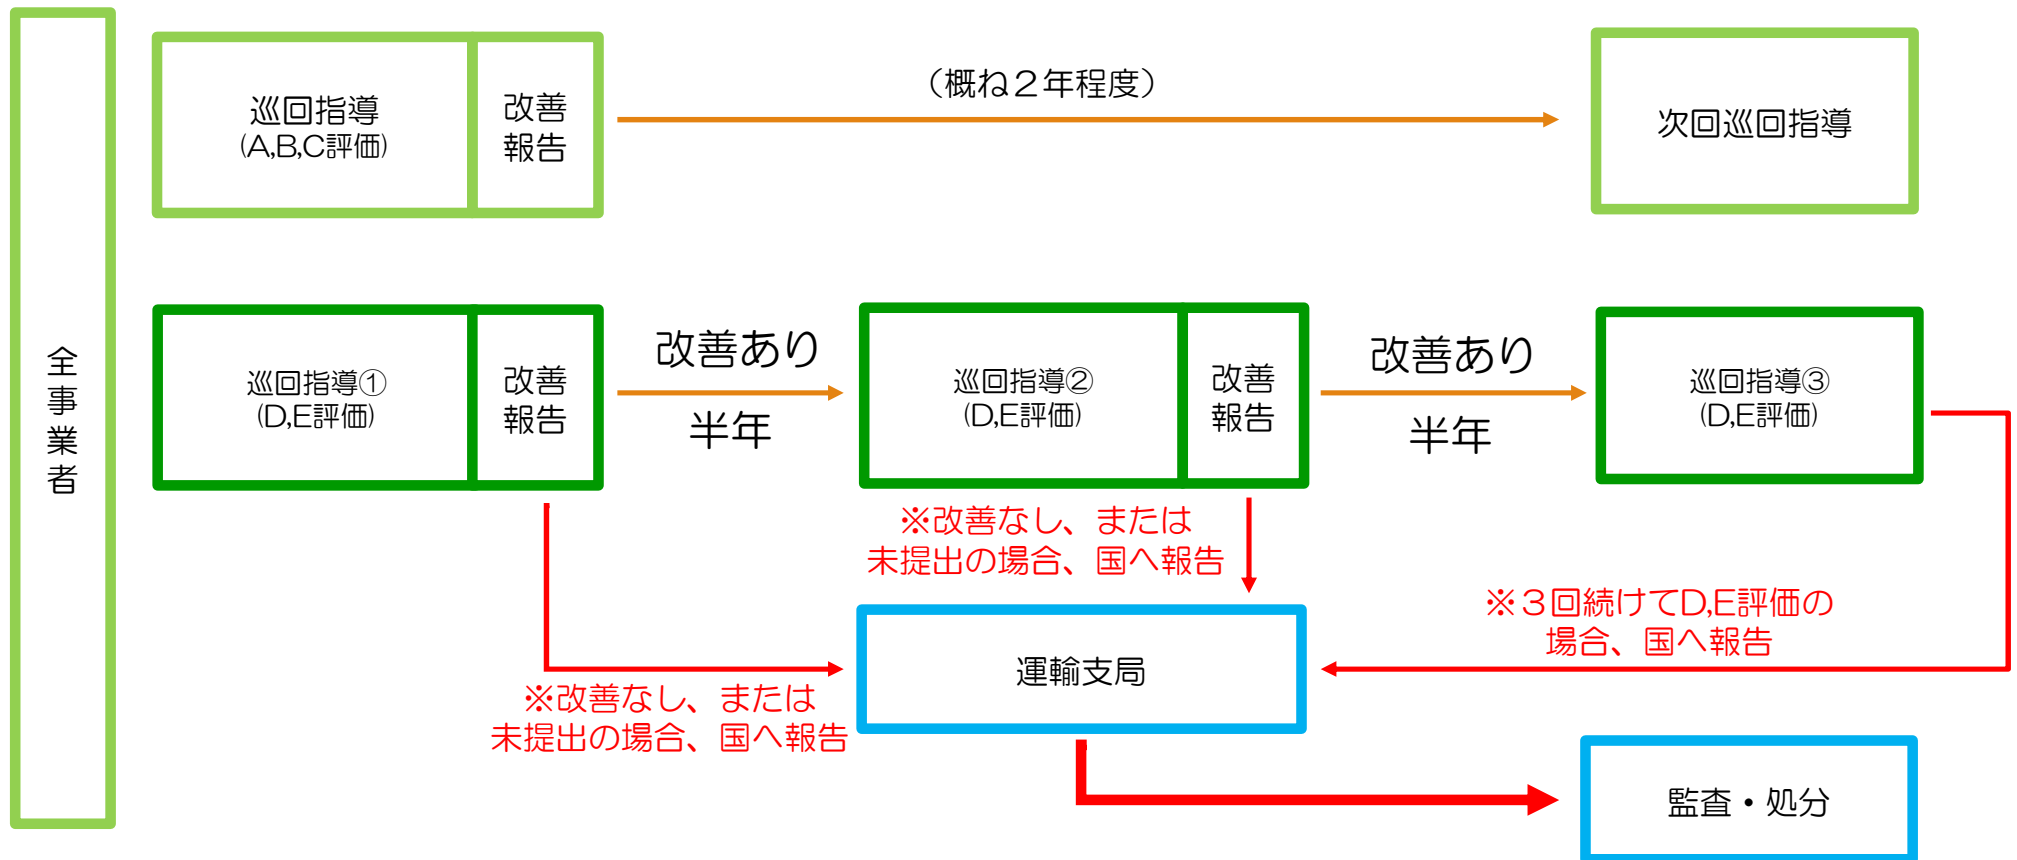 全事業者
巡回指導
(A,B,C評価)
改善
報告
（概ね２年程度）
次回巡回指導
巡回指導①
(D,E評価)
改善
報告
改善あり
半年
巡回指導②
(D,E評価)
改善
報告
改善あり
半年
巡回指導③
(D,E評価)
※改善なし、または
未提出の場合、国へ報告
※３回続けてD,E評価の
場合、国へ報告
運輸支局
※改善なし、または
未提出の場合、国へ報告
監査・処分